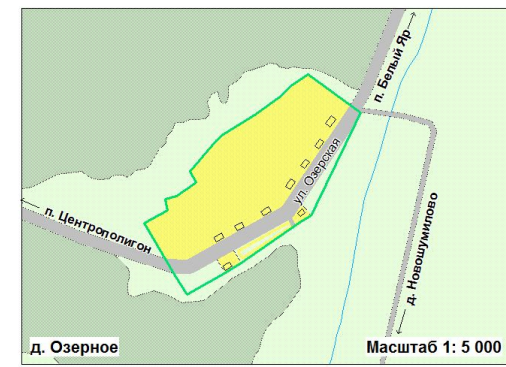 п. Белый Яр
ул. Озерская
п. Центрополигон
д. Новошумилово
д. Озерное
Масштаб 1: 5 000